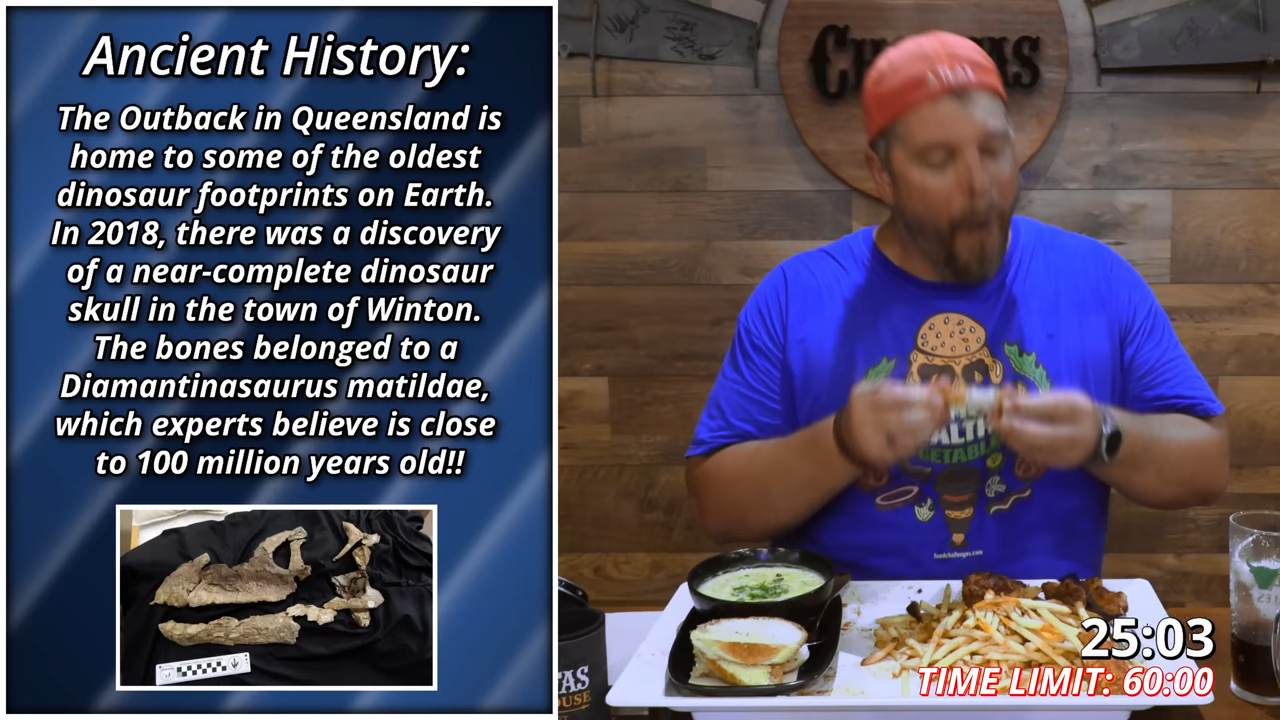 Ancient History:
The Outback in Queensland is
home to some of the oldest
dinosaur footprints on Earth.
In 2018, there was a discovery
of a near-complete dinosaur
skull in the town of Winton.
The bones belonged to a
Diamantinasaurus matildae,
which experts believe is close
to 100 million years old!!
foodchallenges.com
25:03
TIME LIMIT: 60:00